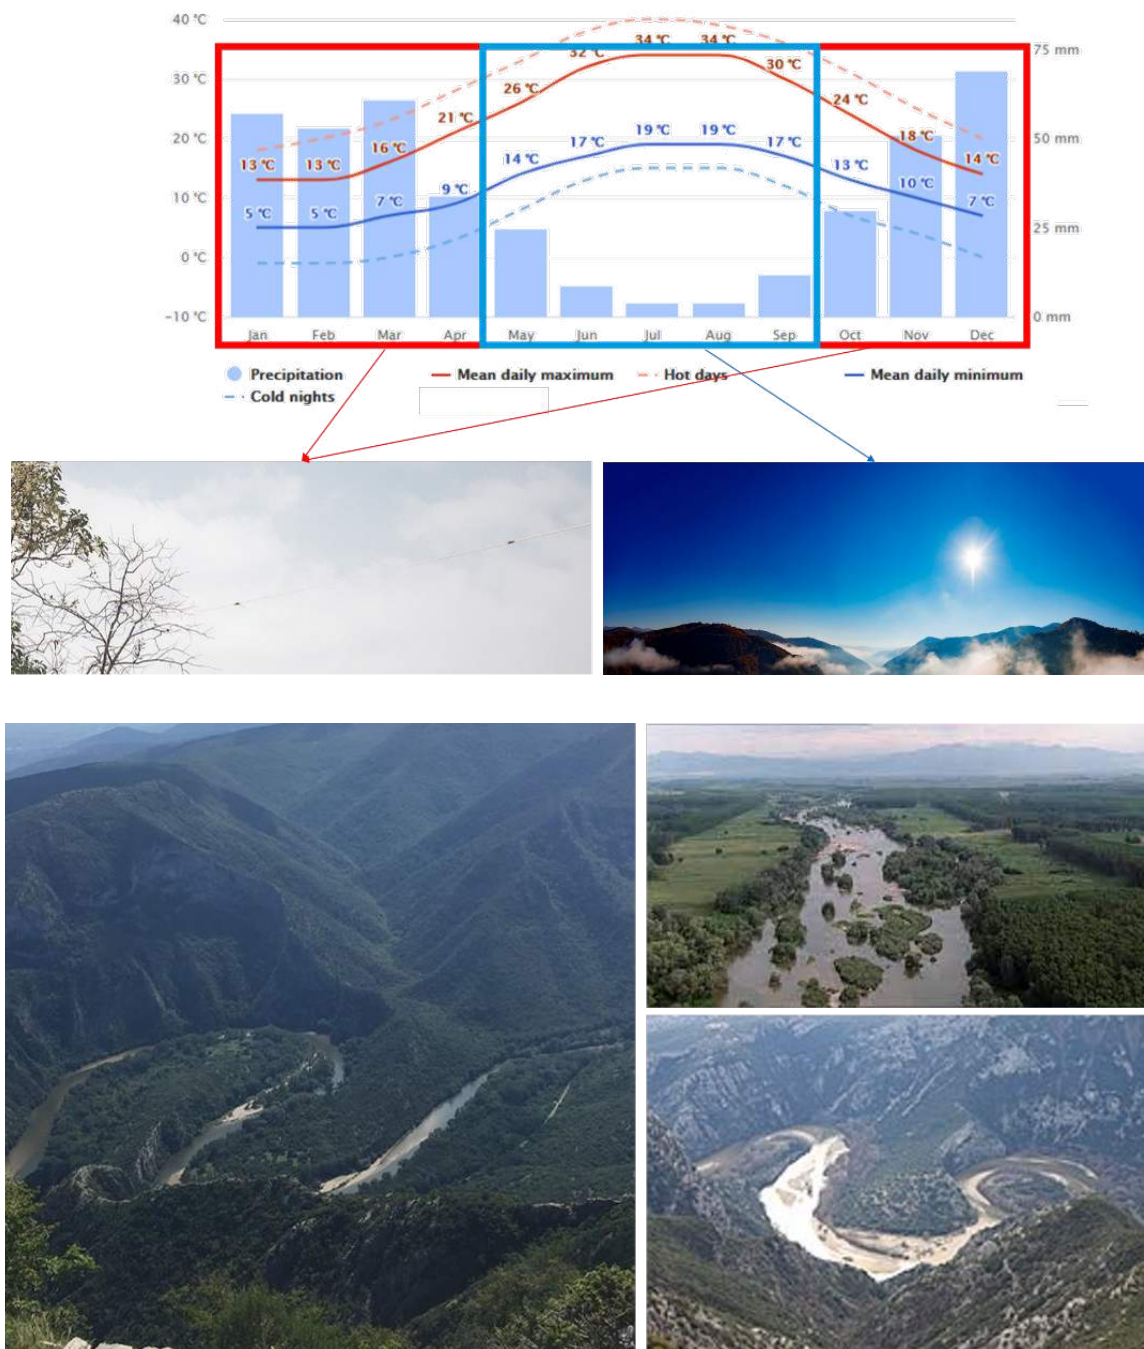 40 °C
75 mm
34 °C 34 °C
32 °C
30 °C
30 °C
26 °C
24 °C
21 °C
20 °C
19 °C 19 °C
18 °C
50 mm
17 °C 17 °C
16 °C
13 °C 13 °C
14 °C
14 °C
13 °C
10 °C
9 °C
10 °C
7 °C
7 °C
5 °C 5 °C
25 mm
0 °C
-10 °C
0 mm
Jan Feb Mar Apr May Jun Jul Aug Sep Oct Nov Dec
Precipitation Mean daily maximum Hot days Mean daily minimum
Cold nights